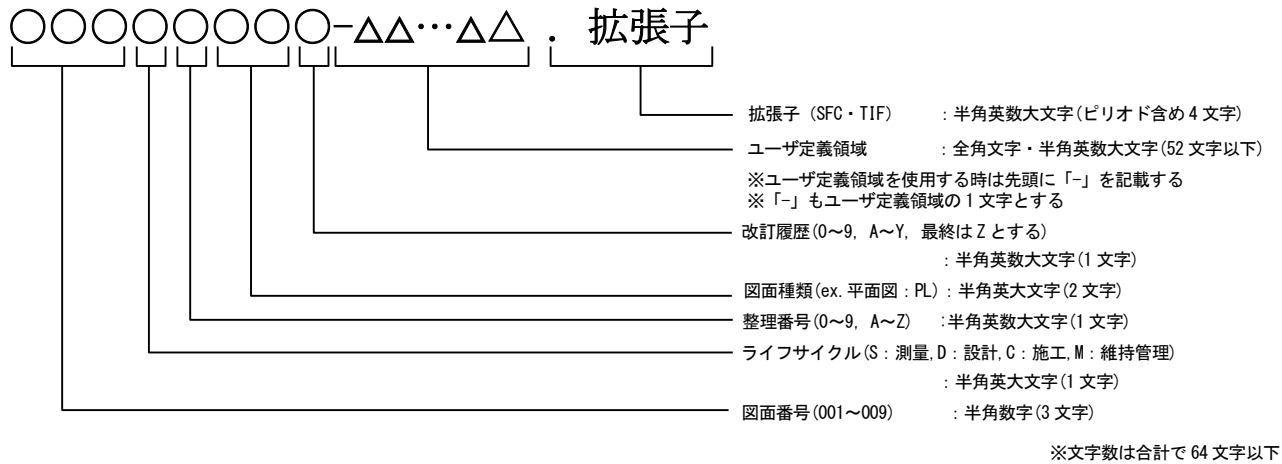 ○○○○○○○○-△△…△△ . 拡張子
拡張子 (SFC・TIF) :半角英数大文字(ピリオド含め4文字)
ユーザ定義領域 :全角文字・半角英数大文字(52文字以下)
※ユーザ定義領域を使用する時は先頭に「-」を記載する
※「-」もユーザ定義領域の1文字とする
改訂履歴(0～9, A～Y, 最終はZとする)
:半角英数大文字(1文字)
図面種類(ex.平面図:PL):半角英大文字(2文字)
整理番号(0～9, A～Z) :半角英数大文字(1文字)
ライフサイクル(S:測量,D:設計,C:施工,M:維持管理)
:半角英大文字(1文字)
図面番号(001～009) :半角数字(3文字)
※文字数は合計で64文字以下